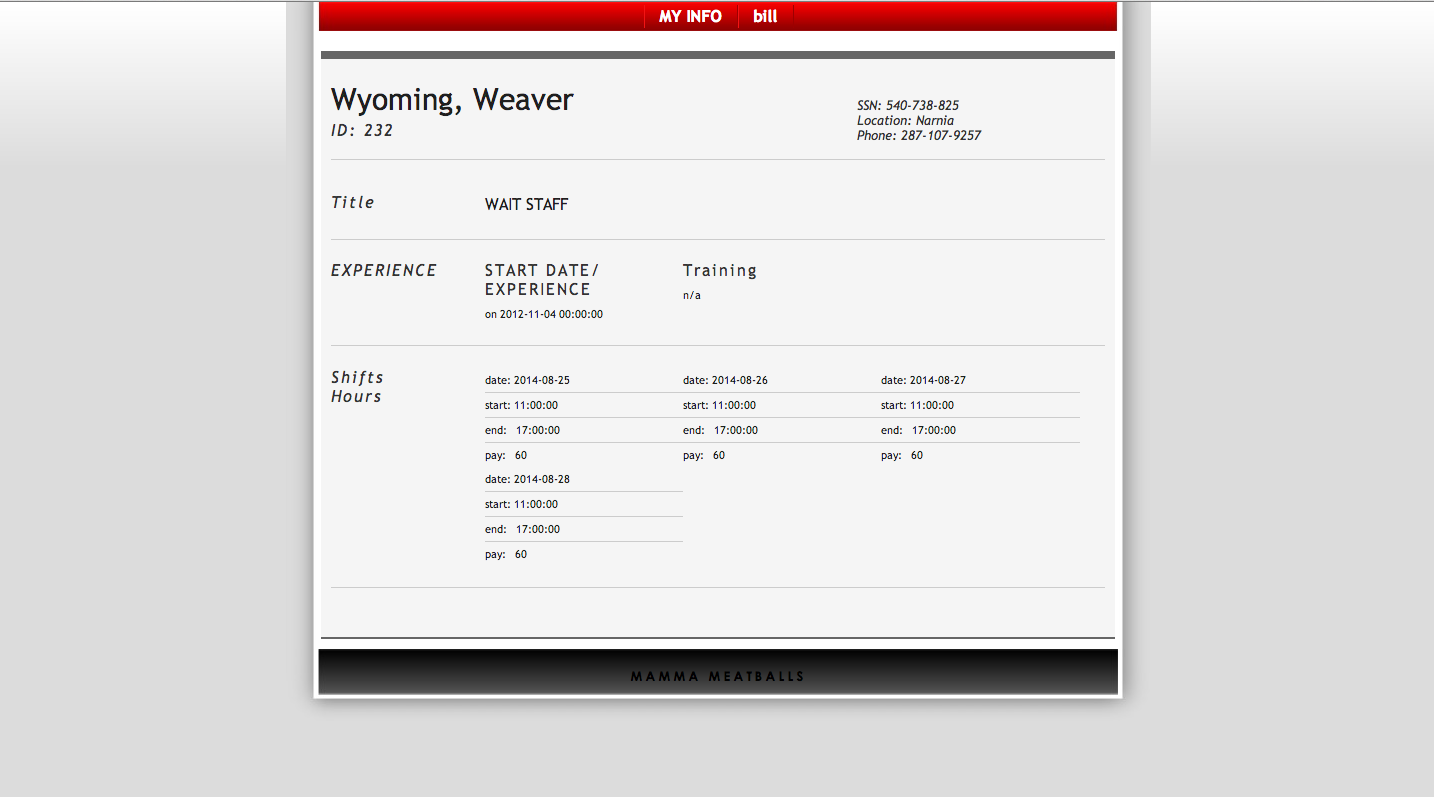 MY INFO bill
Wyoming, Weaver
ID: 232
SSN: 540-738-825
Location: Narnia
Phone: 287-107-9257
Title WAIT STAFF
EXPERIENCE START DATE/ Training
EXPERIENCE n/a
on 2012-11-04 00:00:00
Shifts date: 2014-08-25 date: 2014-08-26 date: 2014-08-27
Hours start: 11:00:00 start: 11:00:00 start: 11:00:00
end: 17:00:00 end: 17:00:00 end: 17:00:00
pay: 60 pay: 60 pay: 60
date: 2014-08-28
start: 11:00:00
end: 17:00:00
pay: 60
MAMMA MEATBALLS